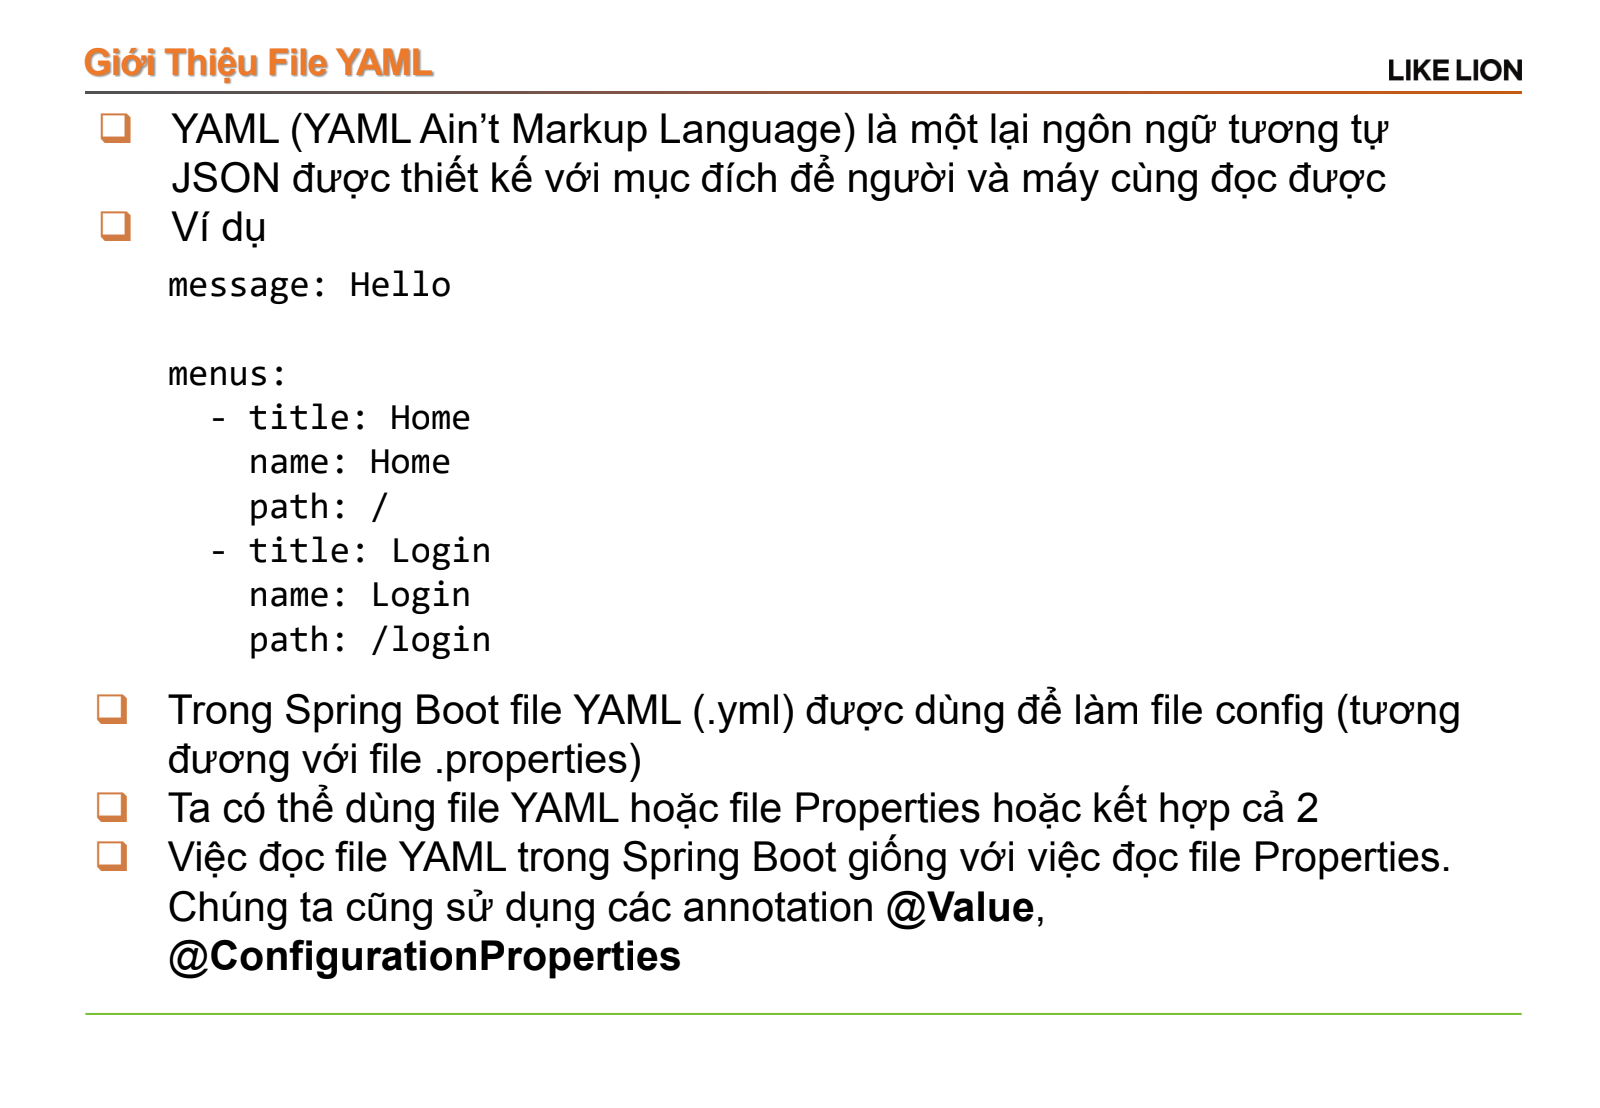 Giới Thiệu File YAML
LIKE LION
YAML (YAML Ain’t Markup Language) là một lại ngôn ngữ tương tự
JSON được thiết kế với mục đích để người và máy cùng đọc được
Ví dụ
message: Hello
menus:
- title: Home
name: Home
path: /
- title: Login
name: Login
path: /login
Trong Spring Boot file YAML (.yml) được dùng để làm file config (tương
đương với file .properties)
Ta có thể dùng file YAML hoặc file Properties hoặc kết hợp cả 2
Việc đọc file YAML trong Spring Boot giống với việc đọc file Properties.
Chúng ta cũng sử dụng các annotation @Value,
@ConfigurationProperties